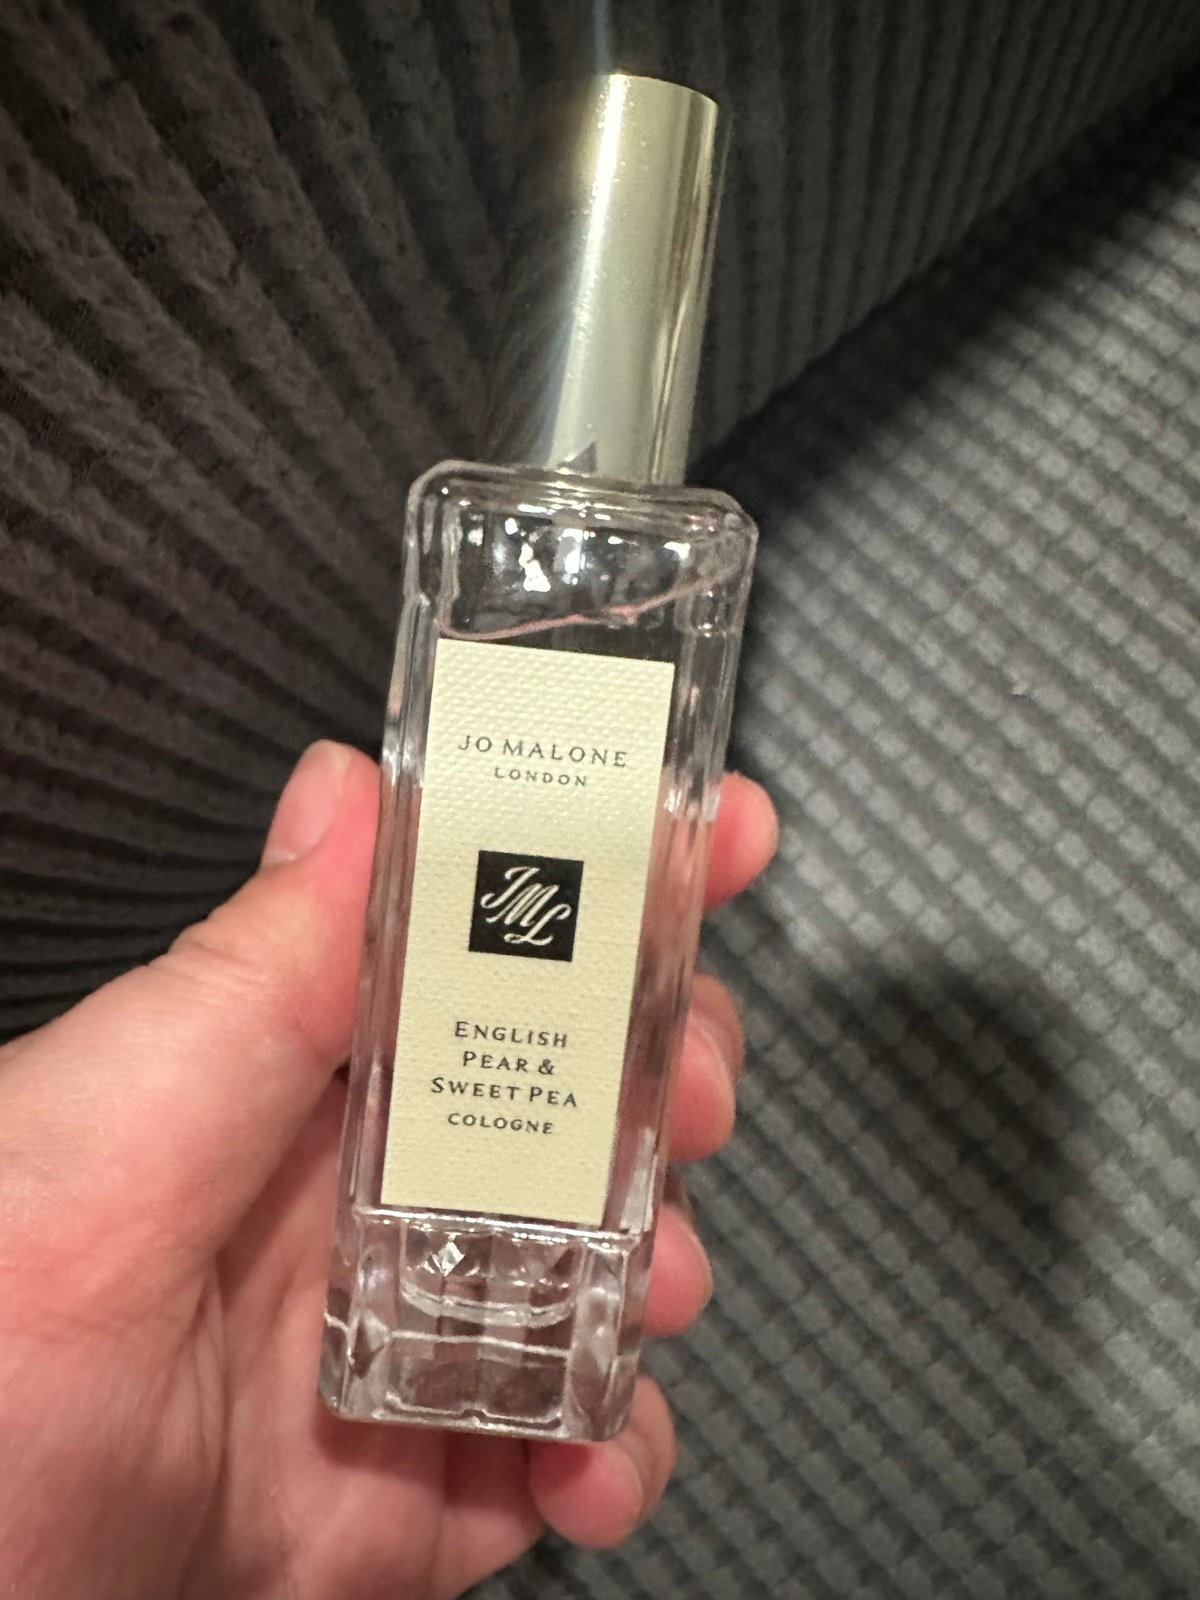 JO MALONE
LONDON
JML
ENGLISH
PEAR &
SWEET PEA
COLOGNE